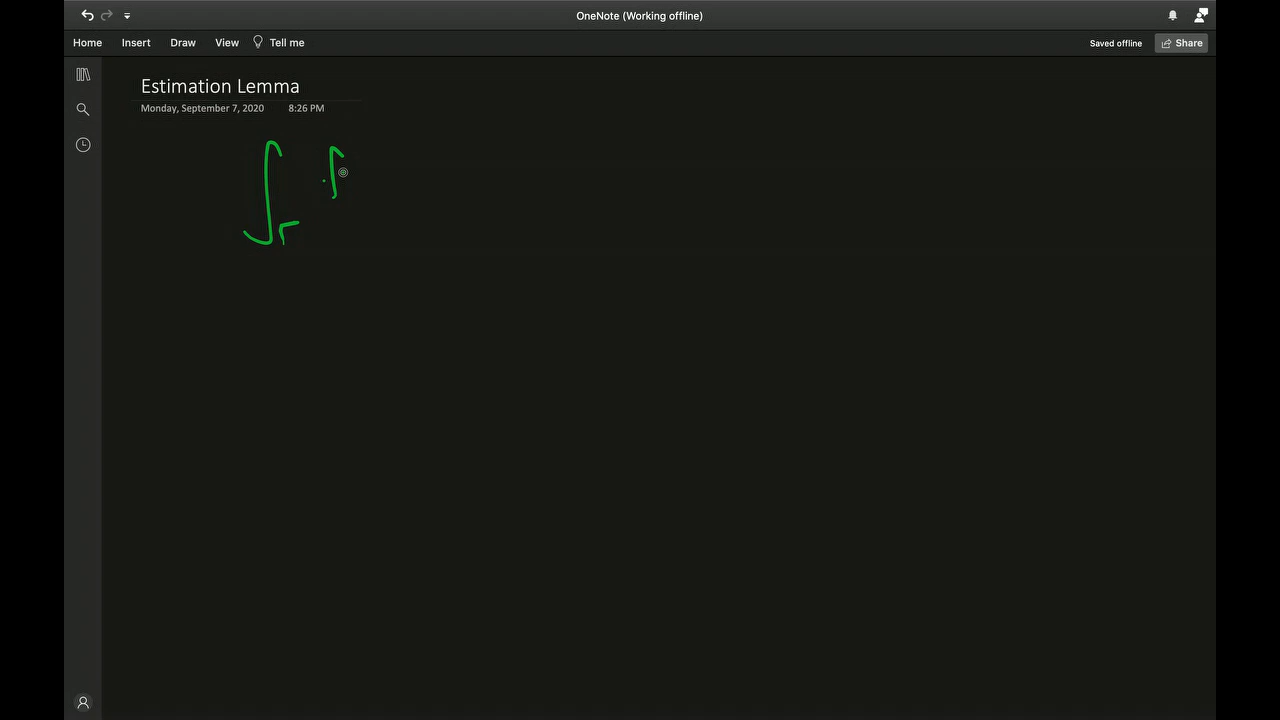 OneNote (Working offline)
Home Insert Draw View Tell me
Saved offline Share
Estimation Lemma
Monday, September 7, 2020 8:26 PM
∫Γ f